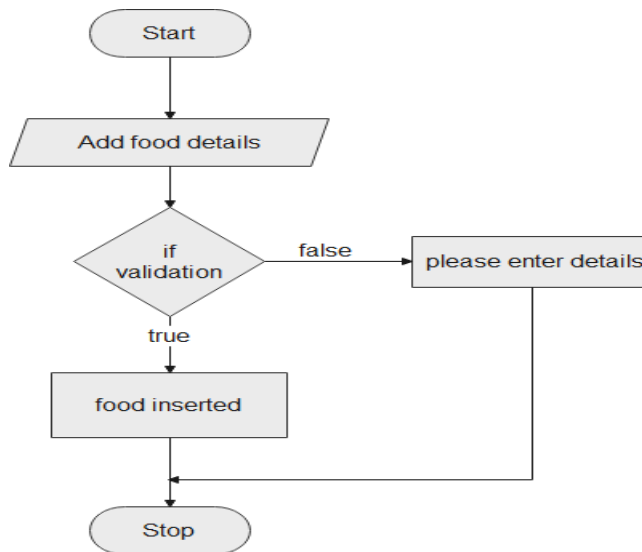 Start
Add food details
if
validation
false
please enter details
true
food inserted
Stop